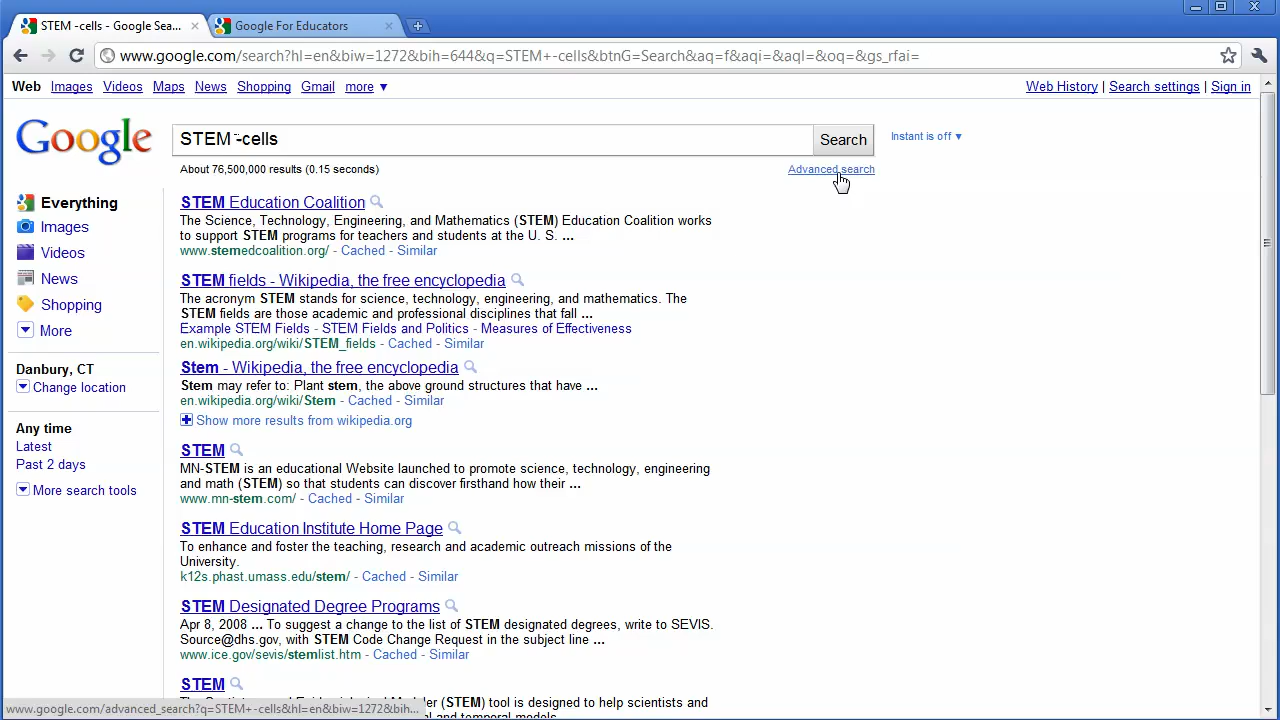 STEM -cells - Google Sea...
Google For Educators
www.google.com/search?hl=en&biw=1272&bih=644&q=STEM+-cells&btnG=Search&aq=f&aqi=&aql=&oq=&gs_rfai=
Web Images Videos Maps News Shopping Gmail more ▼
Web History | Search settings | Sign in
Google
STEM -cells
Search
Instant is off ▼
About 76,500,000 results (0.15 seconds)
Advanced search
Everything
Images
Videos
News
Shopping
More
Danbury, CT
Change location
Any time
Latest
Past 2 days
More search tools
STEM Education Coalition
The Science, Technology, Engineering, and Mathematics (STEM) Education Coalition works
to support STEM programs for teachers and students at the U. S. ...
www.stemedcoalition.org/ - Cached - Similar
STEM fields - Wikipedia, the free encyclopedia
The acronym STEM stands for science, technology, engineering, and mathematics. The
STEM fields are those academic and professional disciplines that fall ...
Example STEM Fields - STEM Fields and Politics - Measures of Effectiveness
en.wikipedia.org/wiki/STEM_fields - Cached - Similar
Stem - Wikipedia, the free encyclopedia
Stem may refer to: Plant stem, the above ground structures that have ...
en.wikipedia.org/wiki/Stem - Cached - Similar
Show more results from wikipedia.org
STEM
MN-STEM is an educational Website launched to promote science, technology, engineering
and math (STEM) so that students can discover firsthand how their ...
www.mn-stem.com/ - Cached - Similar
STEM Education Institute Home Page
To enhance and foster the teaching, research and academic outreach missions of the
University.
k12s.phast.umass.edu/stem/ - Cached - Similar
STEM Designated Degree Programs
Apr 8, 2008 ... To suggest a change to the list of STEM designated degrees, write to SEVIS.
Source@dhs.gov, with STEM Code Change Request in the subject line ...
www.ice.gov/sevis/stemlist.htm - Cached - Similar
STEM
(STEM) tool is designed to help scientists and
and temporal models
www.google.com/advanced_search?q=STEM+-cells&hl=en&biw=1272&bih...